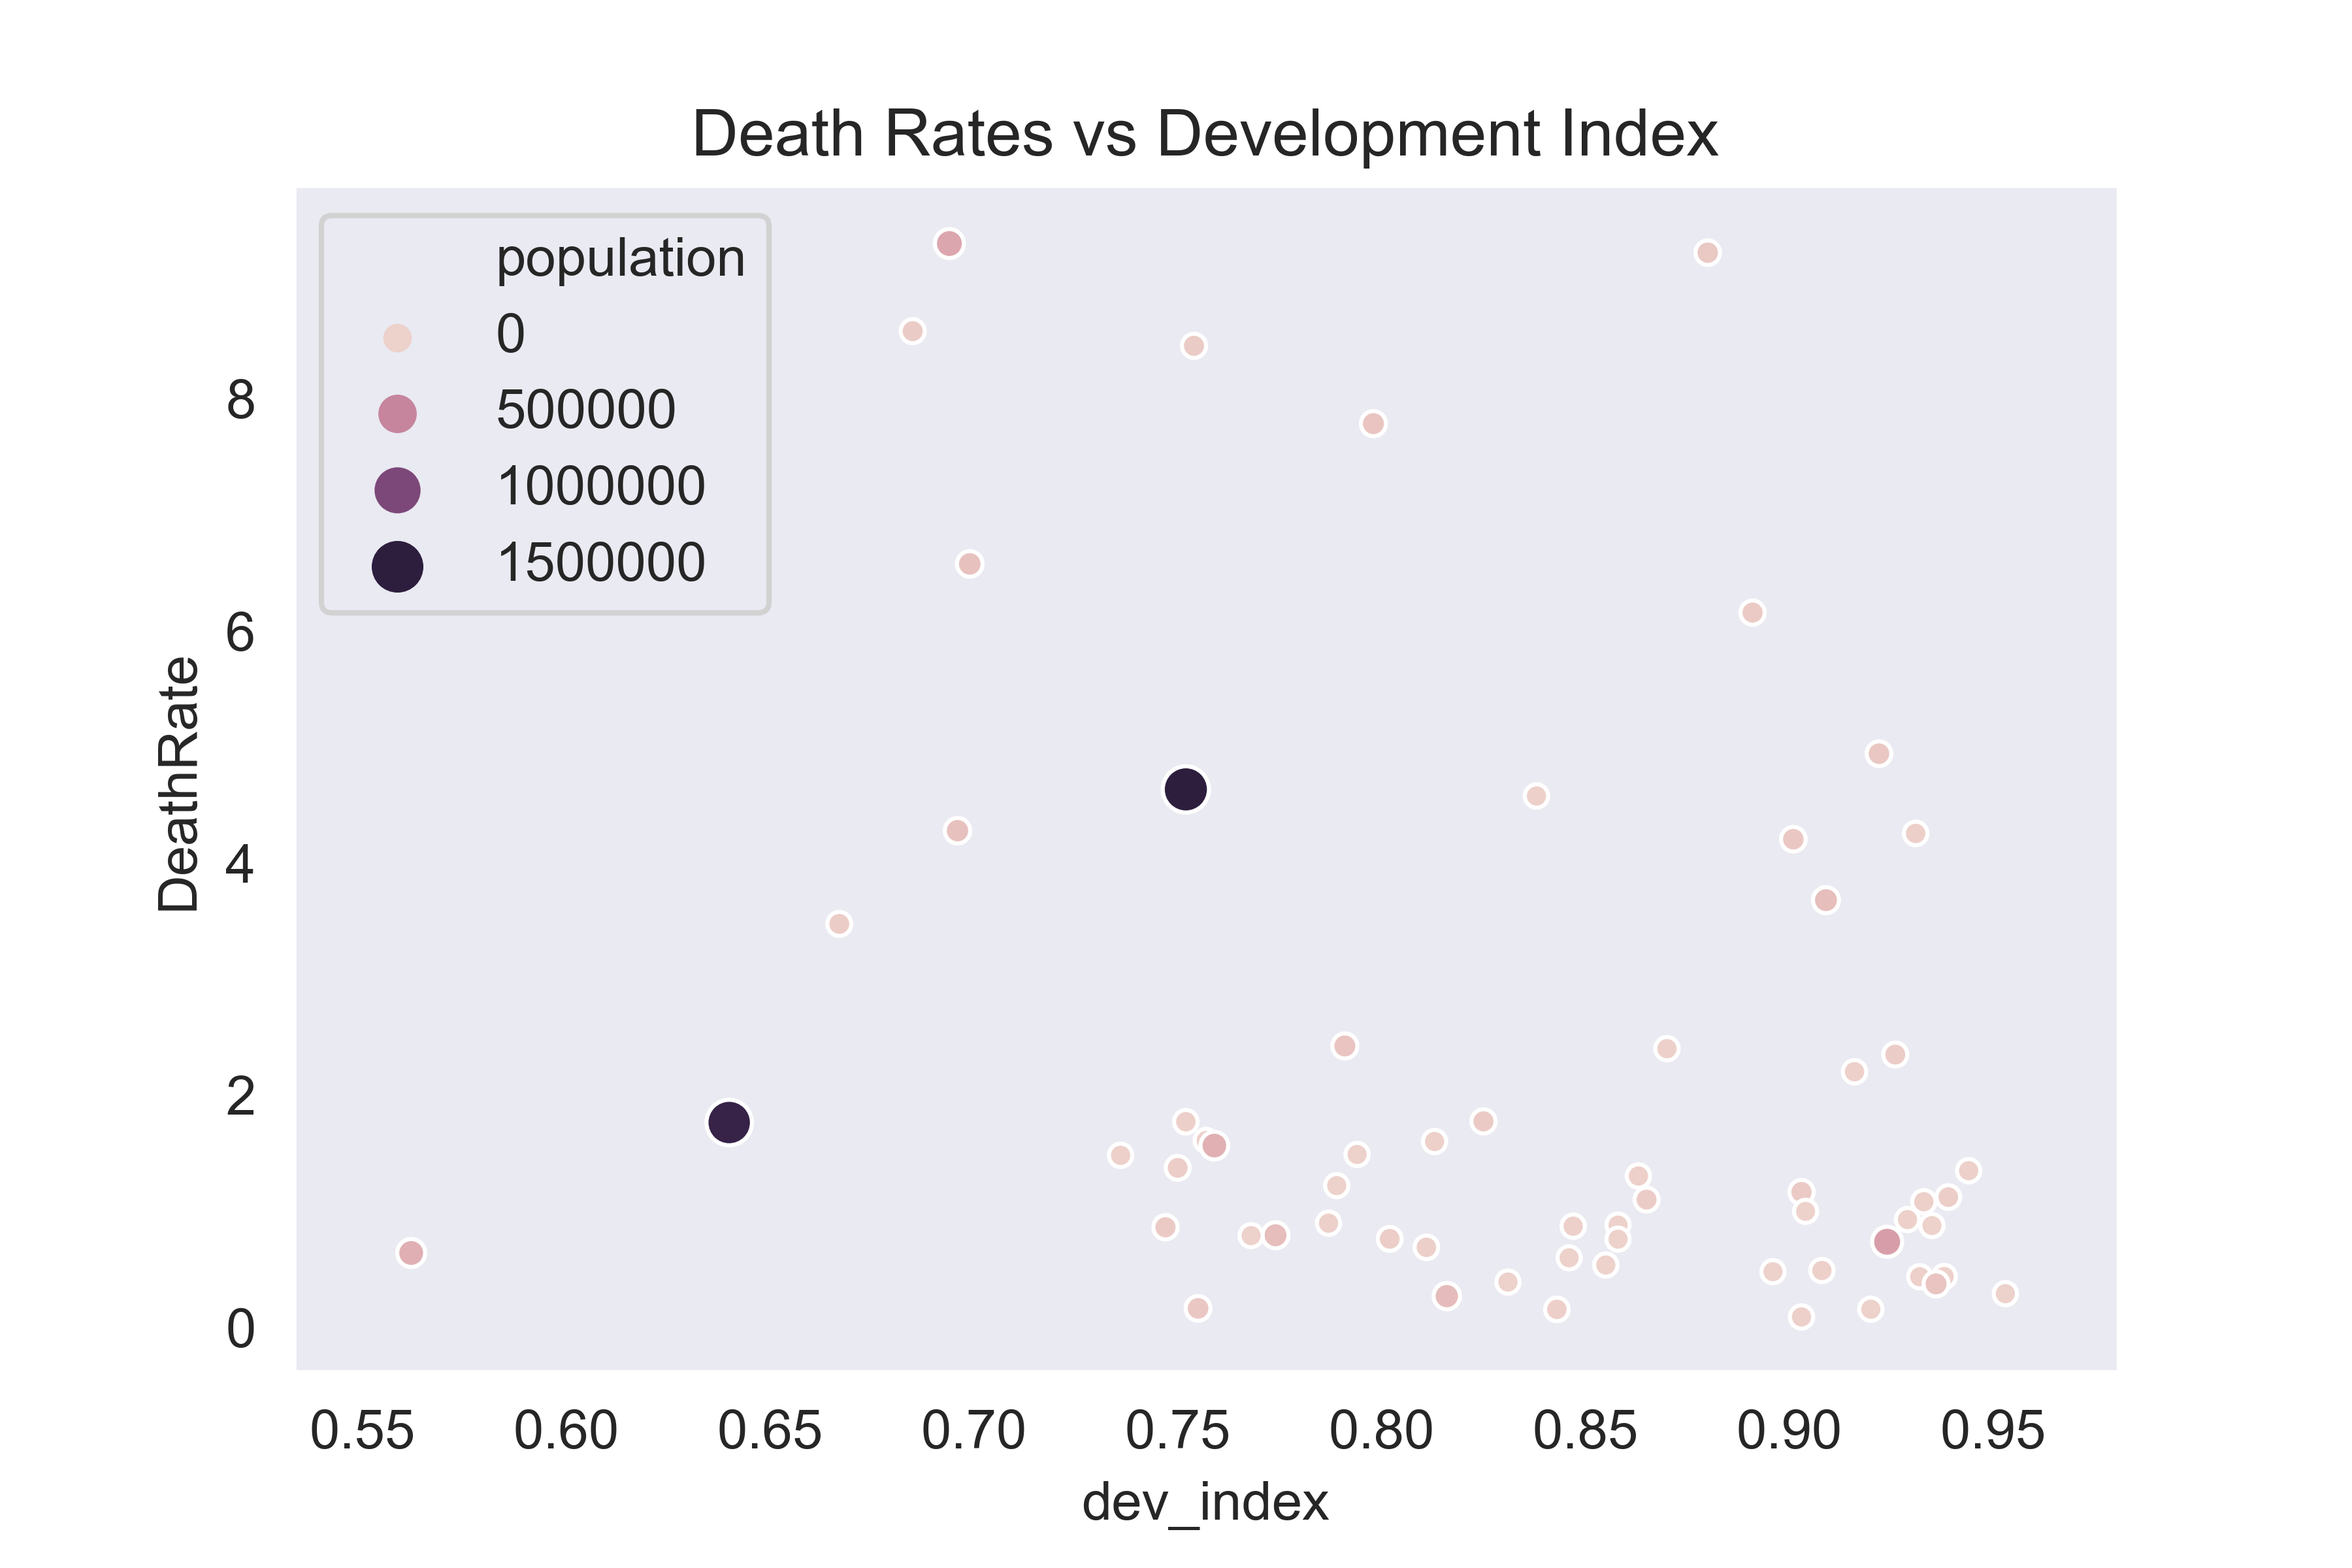 Death Rates vs Development Index
population
0
500000
1000000
1500000
8
6
4
2
0
DeathRate
0.55 0.60 0.65 0.70 0.75 0.80 0.85 0.90 0.95
dev_index